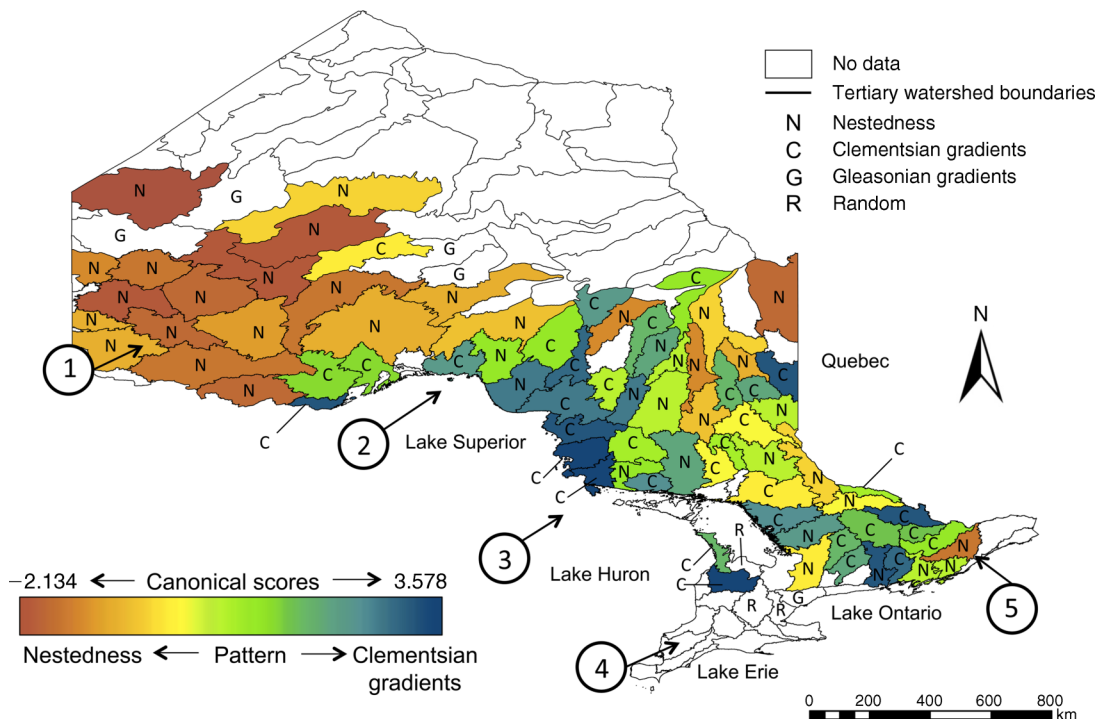 No data
Tertiary watershed boundaries
N Nestedness
C Clementsian gradients
G Gleasonian gradients
R Random
N
N
N
G
N
G
C
G
N
N
N
G
C
N
N
N
N
N
C
N
N
N
N
N
N
C
N
N
C
N
N
N
N
N
C
C
C
N
C
C
N
N
C
N
C
C
C
N
N
C
C
N
C
C
C
N
C
N
C
N
C
C
N
C
C
N
C
C
R
N
C
C
C
C
N
C
C
N
C
N
N
N
N
G
R
R
1
2
3
4
5
Quebec
Lake Superior
Lake Huron
Lake Ontario
Lake Erie
−2.134 Canonical scores 3.578
Nestedness Pattern Clementsian
gradients
0 200 400 600 800
km